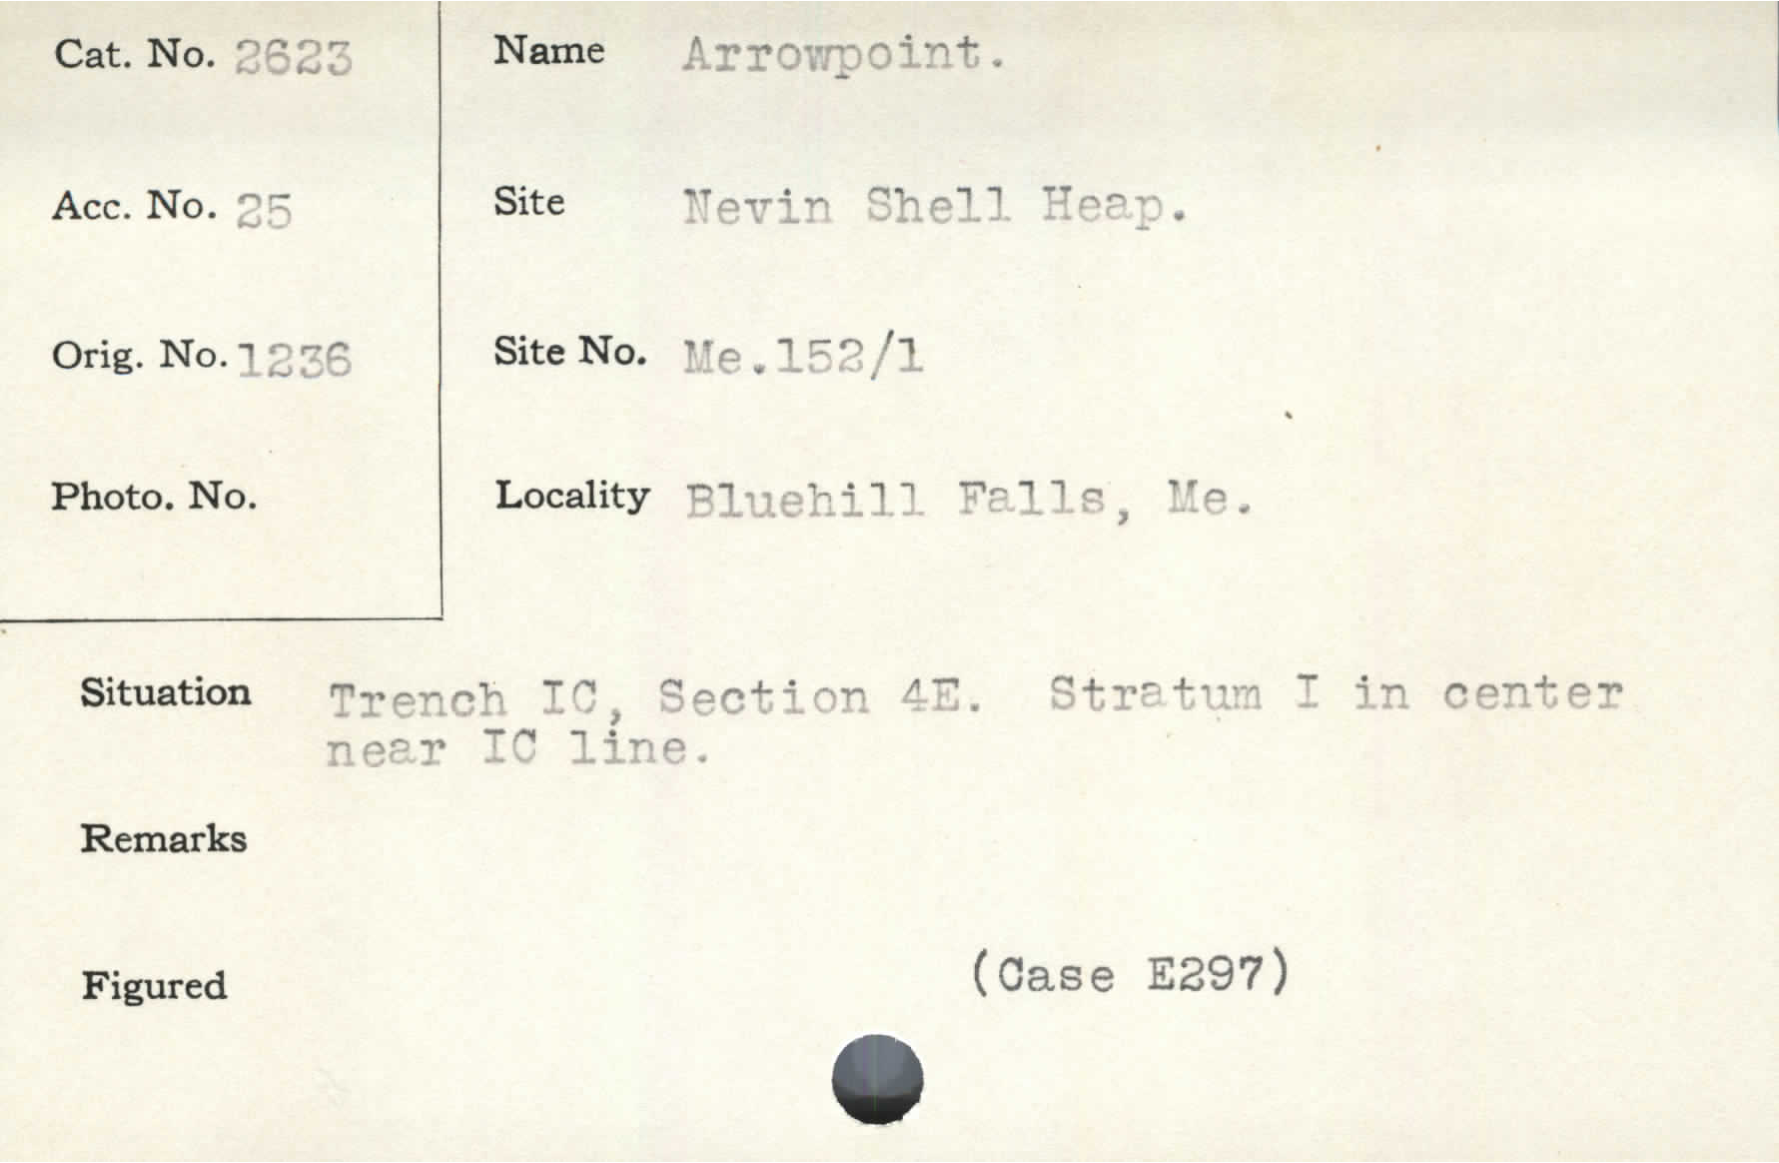 Cat. No. 2623
Name Arrowpoint.
Acc. No. 25
Site Nevin Shell Heap.
Orig. No. 1236
Site No. Me.152/1
Photo. No.
Locality Bluehill Falls, Me.
Situation Trench IC, Section 4E. Stratum I in center
near IC line.
Remarks
Figured
(Case E297)